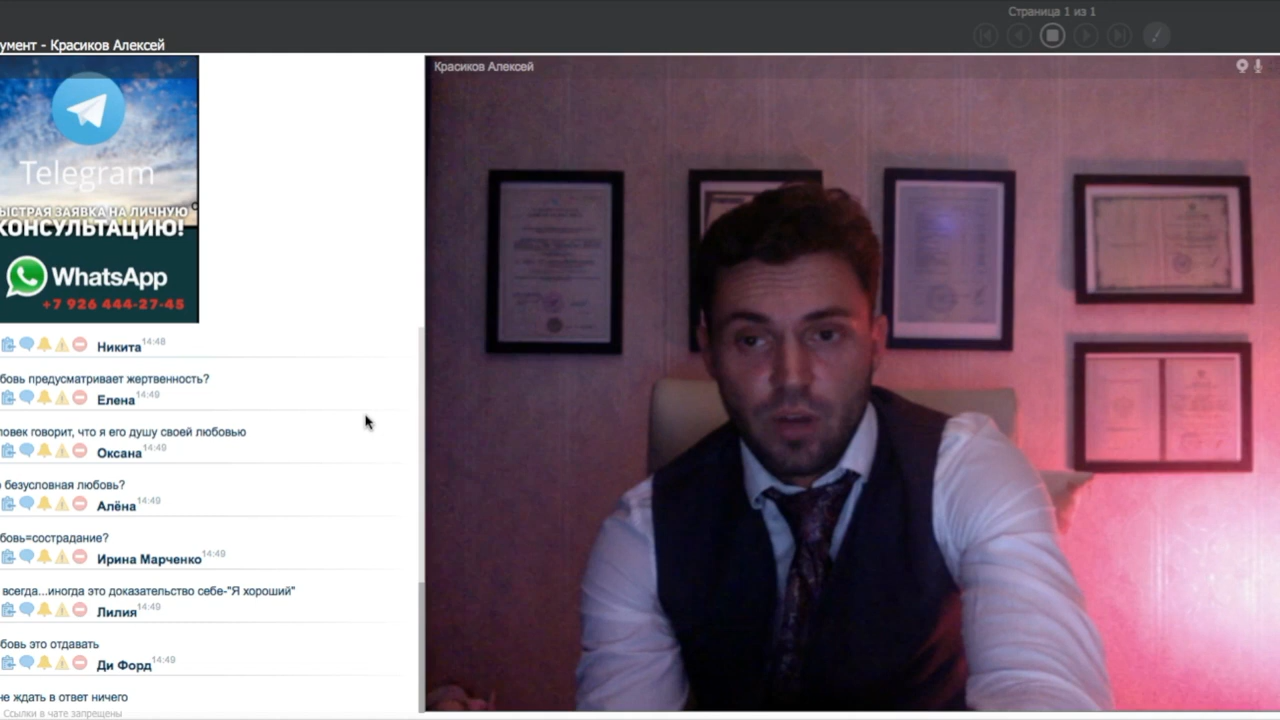 Страница 1 из 1
умент - Красиков Алексей
Красиков Алексей
Telegram
ЫСТРАЯ ЗАЯВКА НА ЛИЧНУЮ
КОНСУЛЬТАЦИЮ!
WhatsApp
+7 926 444-27-45
Никита 14:48
бовь предусматривает жертвенность?
Елена 14:49
ловек говорит, что я его душу своей любовью
Оксана 14:49
о безусловная любовь?
Алёна 14:49
бовь=сострадание?
Ирина Марченко 14:49
всегда...иногда это доказательство себе-"Я хороший"
Лилия 14:49
бовь это отдавать
Ди Форд 14:49
не ждать в ответ ничего
Ссылки в чате запрещены